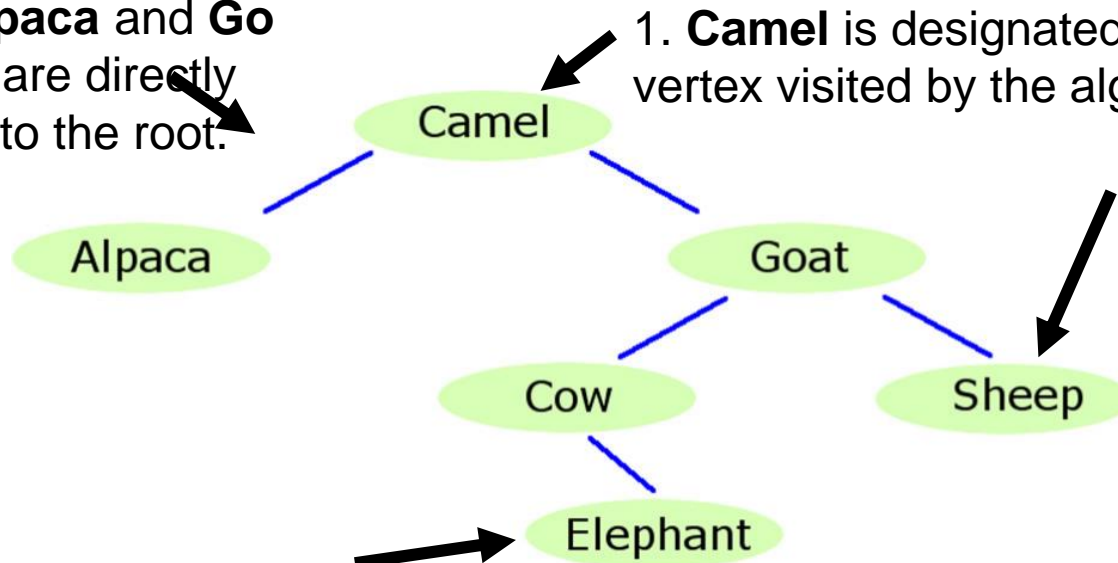 paca and Go
are directly
to the root.
1. Camel is designated
vertex visited by the alg
Camel
Alpaca
Goat
Cow
Sheep
Elephant